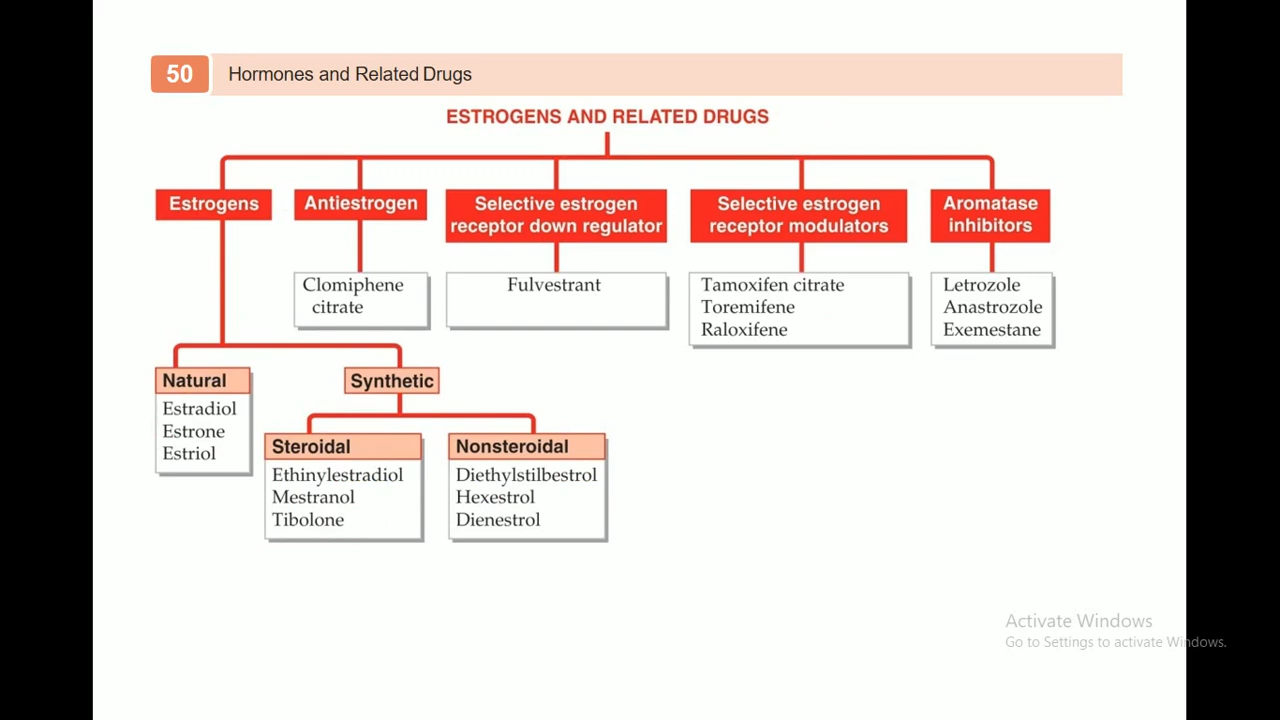 50 Hormones and Related Drugs
ESTROGENS AND RELATED DRUGS
Estrogens
Antiestrogen
Selective estrogen
receptor down regulator
Selective estrogen
receptor modulators
Aromatase
inhibitors
Clomiphene
citrate
Fulvestrant
Tamoxifen citrate
Toremifene
Raloxifene
Letrozole
Anastrozole
Exemestane
Natural
Estradiol
Estrone
Estriol
Synthetic
Steroidal
Ethinylestradiol
Mestranol
Tibolone
Nonsteroidal
Diethylstilbestrol
Hexestrol
Dienestrol
Activate Windows
Go to Settings to activate Windows.